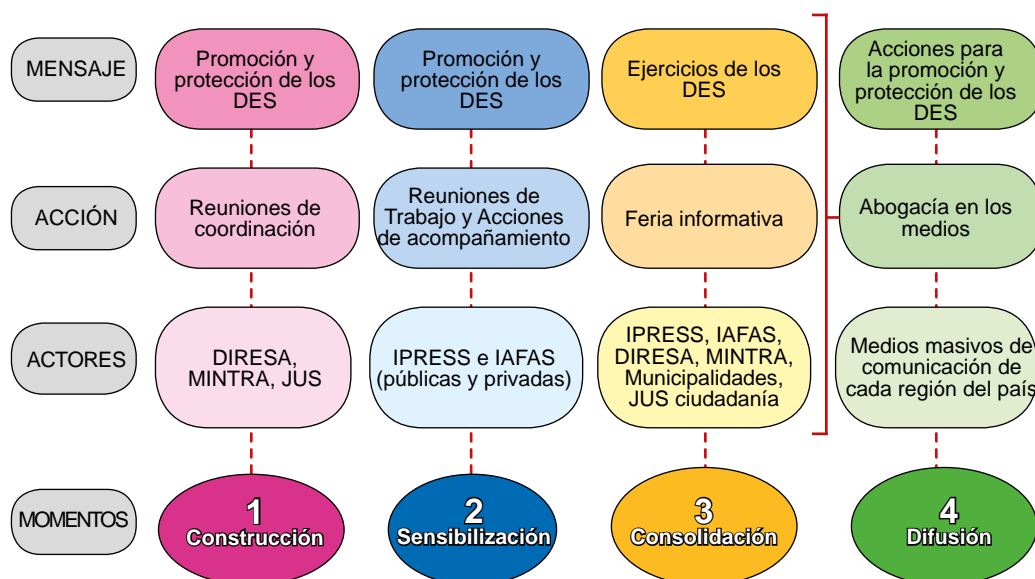 MENSAJE
Promoción y
protección de los
DES
Promoción y
protección de los
DES
Ejercicios de los
DES
Acciones para
la promoción y
protección de los
DES
ACCIÓN
Reuniones de
coordinación
Reuniones de
Trabajo y Acciones
de acompañamiento
Feria informativa
Abogacía en los
medios
ACTORES
DIRESA,
MINTRA, JUS
IPRESS e IAFAS
(públicas y privadas)
IPRESS, IAFAS,
DIRESA, MINTRA,
Municipalidades,
JUS ciudadanía
Medios masivos de
comunicación de
cada región del país
MOMENTOS
1
Construcción
2
Sensibilización
3
Consolidación
4
Difusión